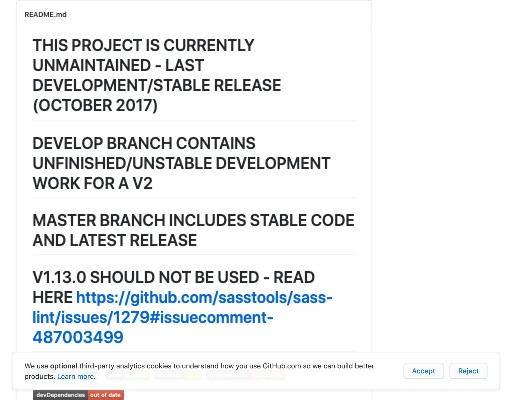 README.md
THIS PROJECT IS CURRENTLY
UNMAINTAINED - LAST
DEVELOPMENT/STABLE RELEASE
(OCTOBER 2017)
DEVELOP BRANCH CONTAINS
UNFINISHED/UNSTABLE DEVELOPMENT
WORK FOR A V2
MASTER BRANCH INCLUDES STABLE CODE
AND LATEST RELEASE
V1.13.0 SHOULD NOT BE USED - READ
HERE https://github.com/sasstools/sass-
lint/issues/1279#issuecomment-
487003499
We use optional third-party analytics cookies to understand how you use GitHub.com so we can build better
products. Learn more.
Accept
Reject
devDependencies out of date